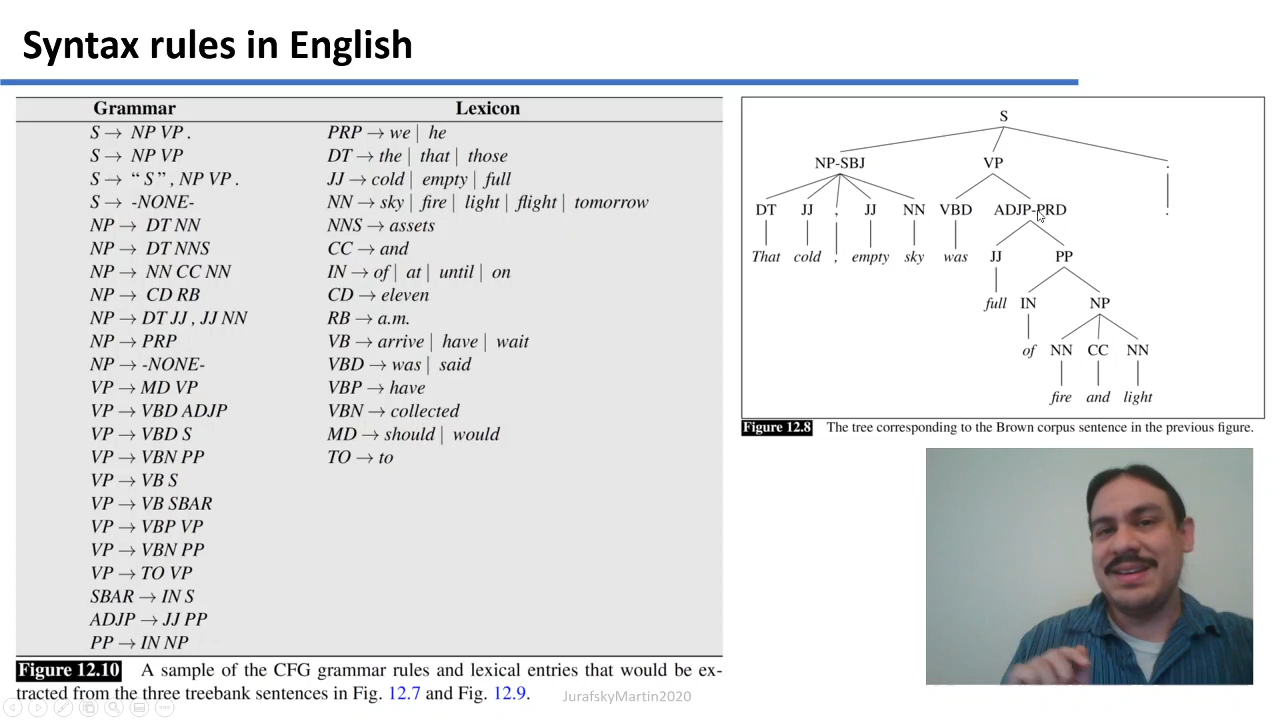 Syntax rules in English
Grammar Lexicon
S → NP VP . PRP → we | he
S → NP VP DT → the | that | those
S → “ S ” , NP VP . JJ → cold | empty | full
S → -NONE- NN → sky | fire | light | flight | tomorrow
NP → DT NN NNS → assets
NP → DT NNS CC → and
NP → NN CC NN IN → of | at | until | on
NP → CD RB CD → eleven
NP → DT JJ , JJ NN RB → a.m.
NP → PRP VB → arrive | have | wait
NP → -NONE- VBD → was | said
VP → MD VP VBP → have
VP → VBD ADJP VBN → collected
VP → VBD S MD → should | would
VP → VBN PP TO → to
VP → VB S
VP → VB SBAR
VP → VBP VP
VP → VBN PP
VP → TO VP
SBAR → IN S
ADJP → JJ PP
PP → IN NP
Figure 12.10 A sample of the CFG grammar rules and lexical entries that would be ex-
tracted from the three treebank sentences in Fig. 12.7 and Fig. 12.9.
S
NP-SBJ VP .
DT JJ , JJ NN VBD ADJP-PRD .
That cold , empty sky was JJ PP
full IN NP
of NN CC NN
fire and light
Figure 12.8 The tree corresponding to the Brown corpus sentence in the previous figure.
JurafskyMartin2020